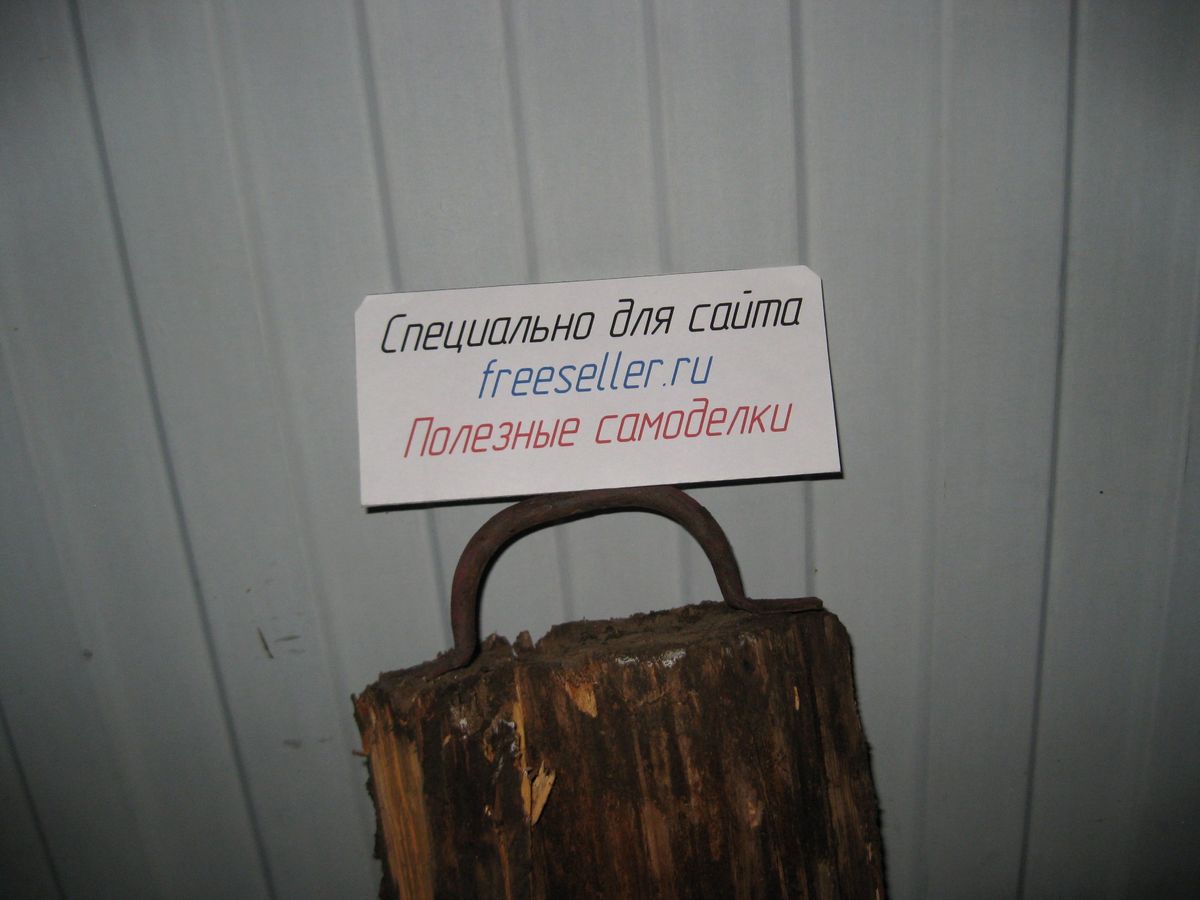 Специально для сайта
freeseller.ru
Полезные самоделки